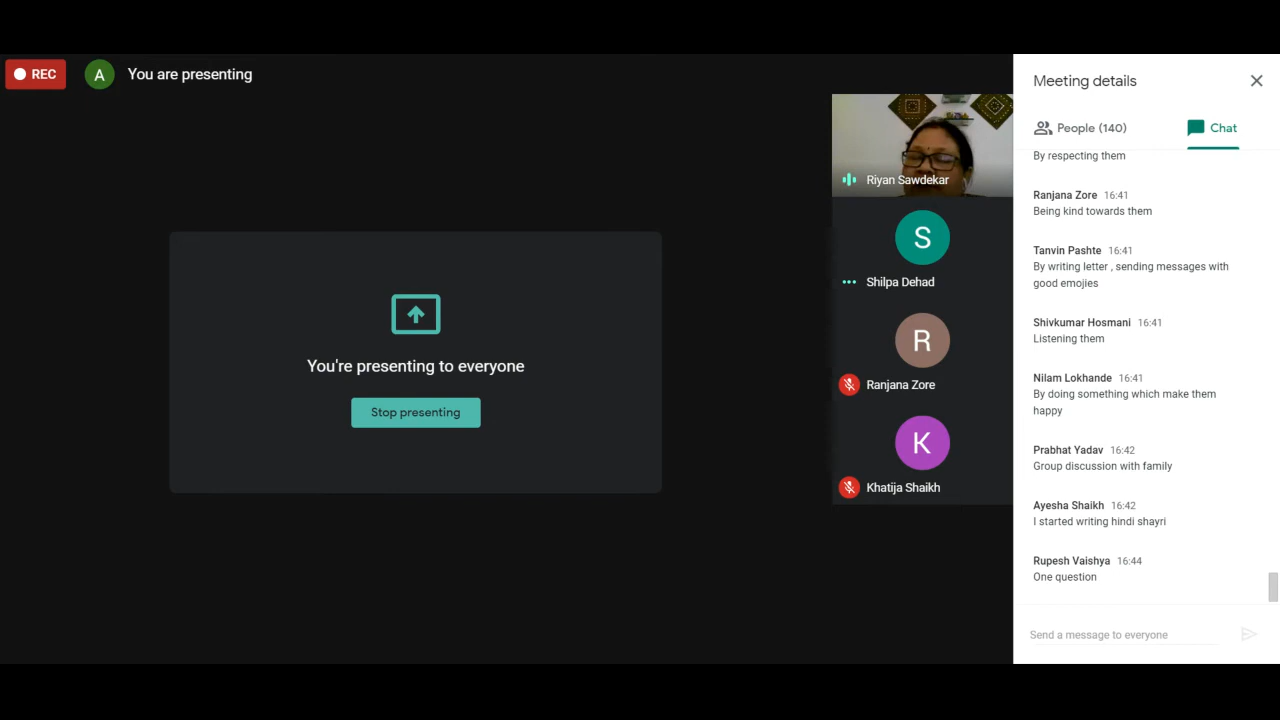 REC
A
You are presenting
You're presenting to everyone
Stop presenting
Riyan Sawdekar
S
Shilpa Dehad
R
Ranjana Zore
K
Khatija Shaikh
Meeting details
People (140)
Chat
By respecting them
Ranjana Zore 16:41
Being kind towards them
Tanvin Pashte 16:41
By writing letter , sending messages with
good emojies
Shivkumar Hosmani 16:41
Listening them
Nilam Lokhande 16:41
By doing something which make them
happy
Prabhat Yadav 16:42
Group discussion with family
Ayesha Shaikh 16:42
I started writing hindi shayri
Rupesh Vaishya 16:44
One question
Send a message to everyone